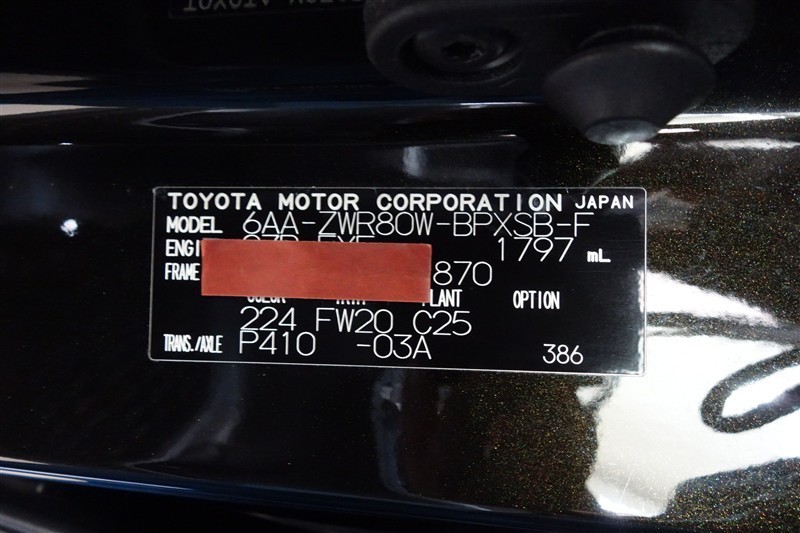 TOYOTA MOTOR CORPORATION JAPAN
MODEL 6AA-ZWR80W-BPXSB-F
1797 mL
FRAME 870
PLANT OPTION
224 FW20 C25
TRANS./AXLE P410 -03A 386